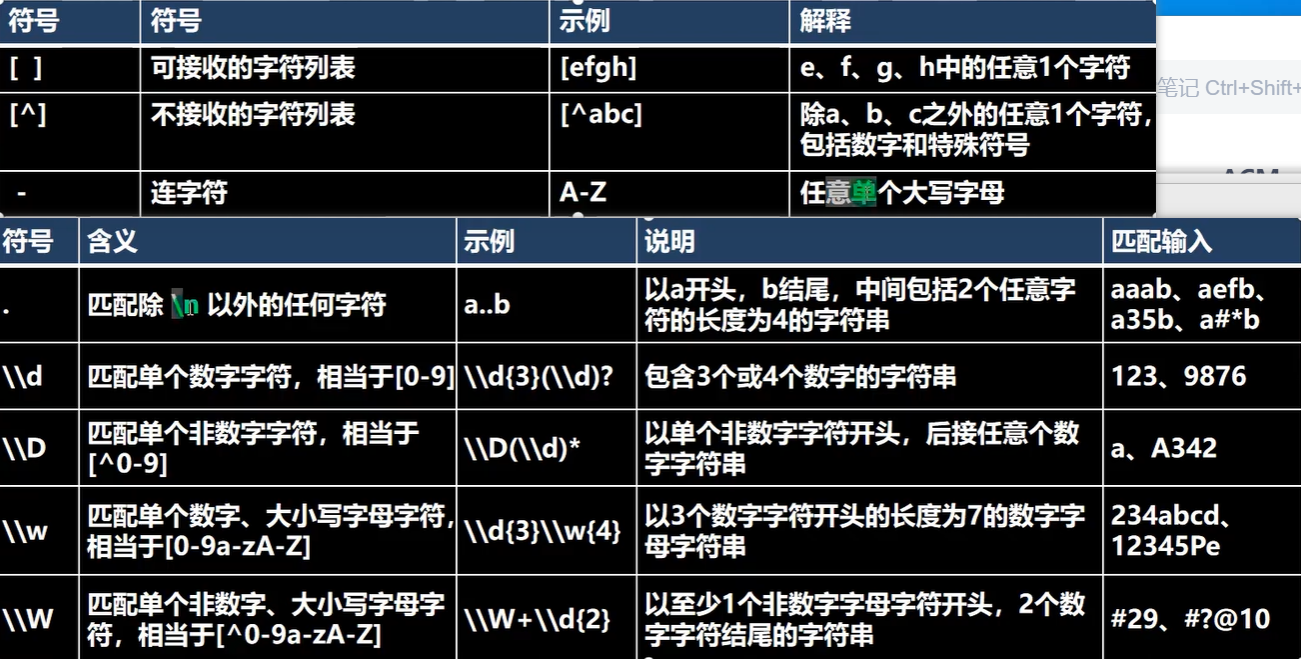 符号 符号 示例 解释
[ ] 可接收的字符列表 [efgh] e、f、g、h中的任意1个字符
笔记 Ctrl+Shift+
[^] 不接收的字符列表 [^abc] 除a、b、c之外的任意1个字符,
包括数字和特殊符号
- 连字符 A-Z 任意单个大写字母
符号 含义 示例 说明 匹配输入
. 匹配除 \n 以外的任何字符 a..b 以a开头，b结尾，中间包括2个任意字 aaab、aefb、
符的长度为4的字符串 a35b、a#*b
\\d 匹配单个数字字符，相当于[0-9] \\d{3}(\\d)? 包含3个或4个数字的字符串 123、9876
\\D 匹配单个非数字字符，相当于 \\D(\\d)* 以单个非数字字符开头，后接任意个数 a、A342
[^0-9] 字字符串
\\w 匹配单个数字、大小写字母字符, \\d{3}\\w{4} 以3个数字字符开头的长度为7的数字字 234abcd、
相当于[0-9a-zA-Z] 母字符串 12345Pe
\\W 匹配单个非数字、大小写字母字 \\W+\\d{2} 以至少1个非数字字母字符开头，2个数 #29、#?@10
符，相当于[^0-9a-zA-Z] 字字符结尾的字符串